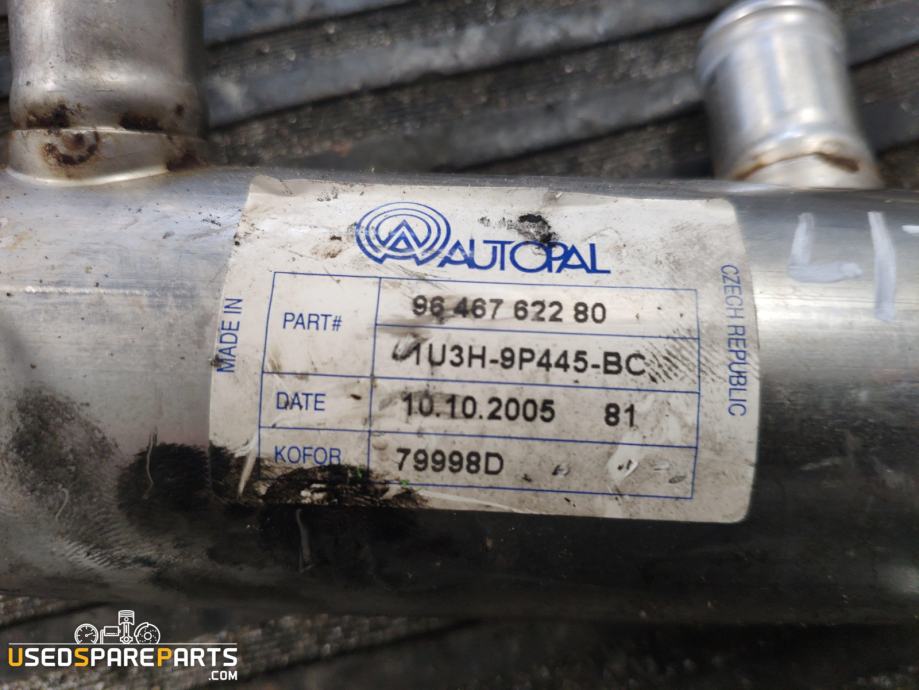 AUTOPAL
MADE IN
CZECH REPUBLIC
PART# 96 467 622 80
1U3H-9P445-BC
DATE 10.10.2005 81
KOFOR 79998D
USEDSPAREPARTS
.COM